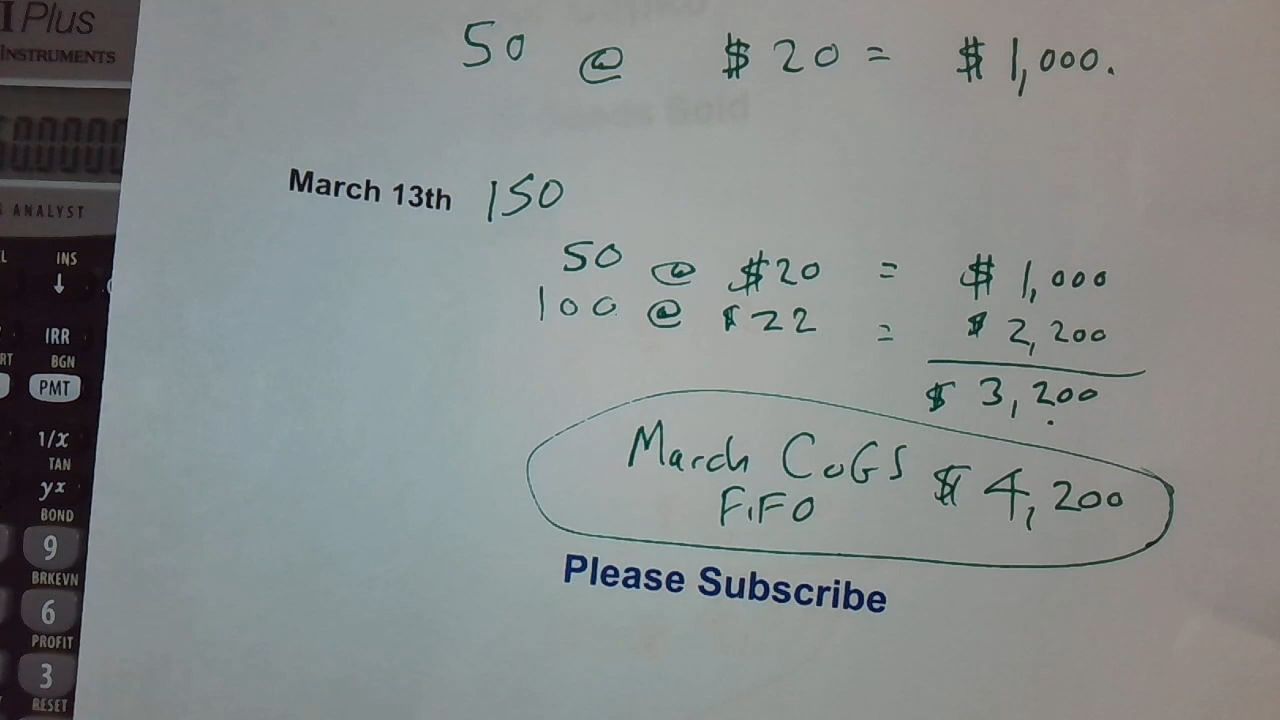 I Plus
INSTRUMENTS
ANALYST
INS
↓
IRR
BGN
PMT
1/x
TAN
yx
BOND
9
BRKEVN
6
PROFIT
3
RESET
50 @ $20 = $1,000.
March 13th 150
50 @ $20 = $1,000
100 @ $22 = $2,200
$3,200
March CoGS $4,200
FiFO
Please Subscribe